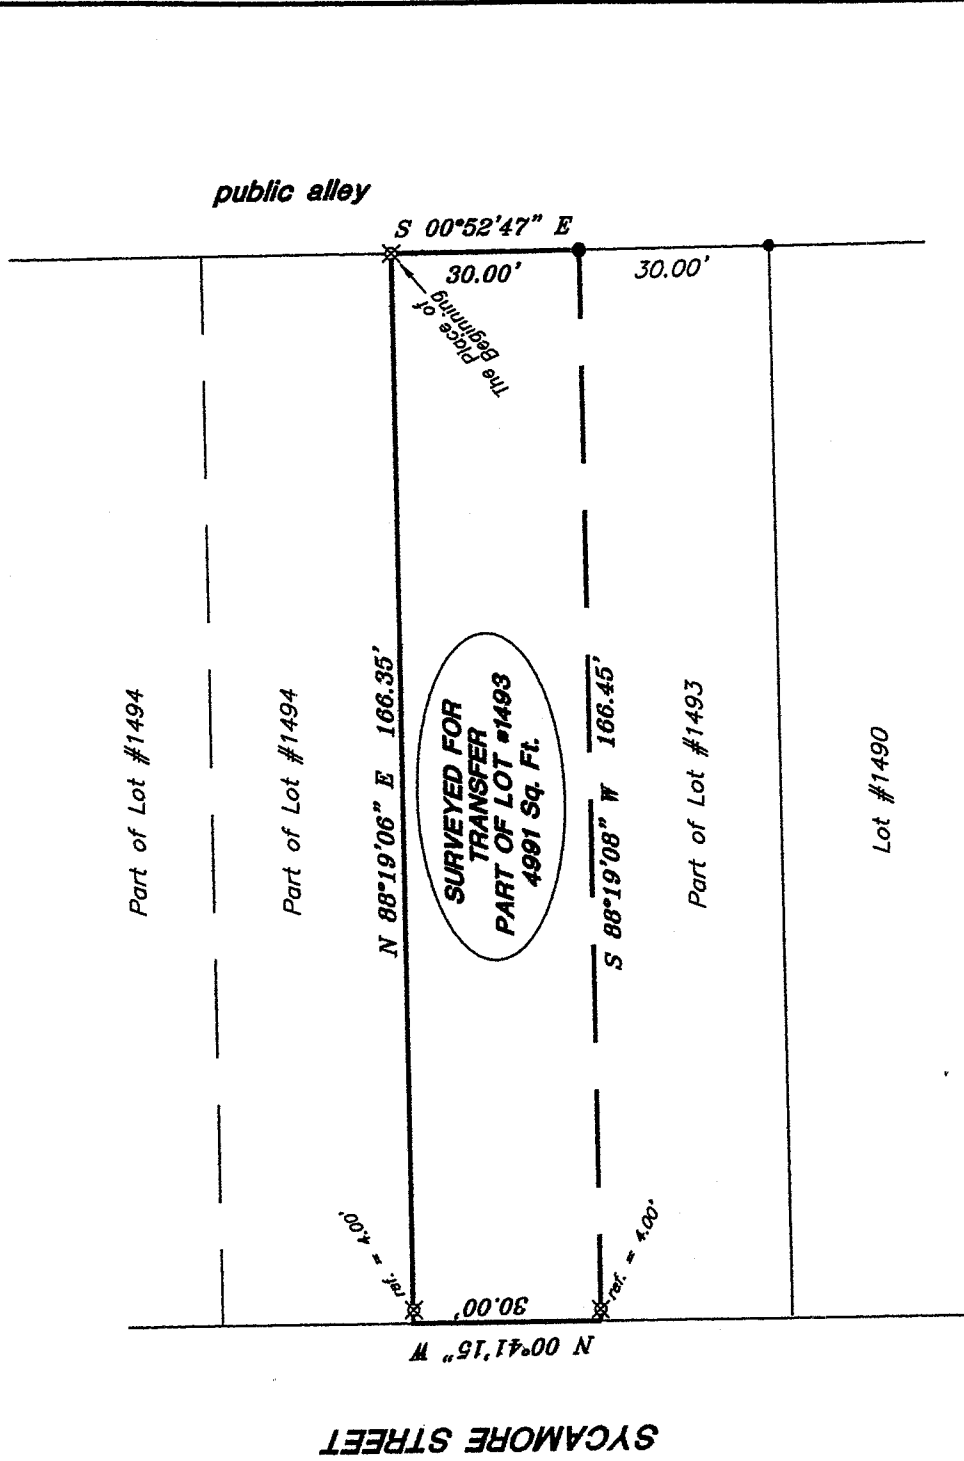 public alley
S 00°52'47" E
30.00'
30.00'
The Place of
Beginning
Part of Lot #1494
Part of Lot #1494
N 88°19'06" E 166.35'
SURVEYED FOR
TRANSFER
PART OF LOT #1493
4991 Sq. Ft.
S 88°19'08" W 166.45'
Part of Lot #1493
Lot #1490
ref. = 4.00'
ref. = 4.00'
30.00'
N 00°41'15" W
SYCAMORE STREET